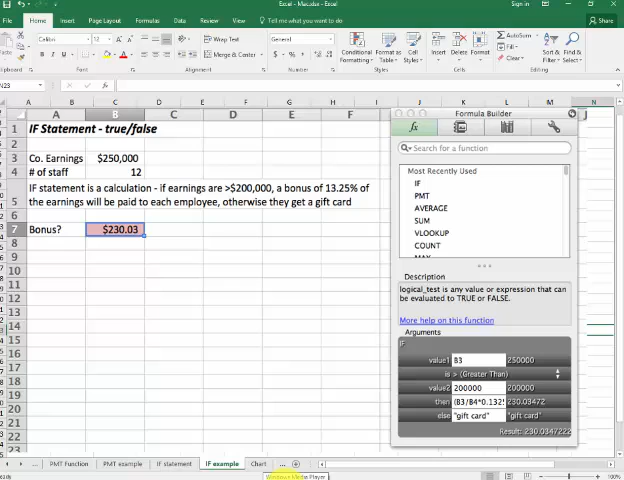 Excel - Mac.xlsx - Excel
Sign in
File Home Insert Page Layout Formulas Data Review View Tell me what you want to do Share
Wrap Text General AutoSum
Merge & Center Conditional Formatting Format as Table Cell Styles Insert Delete Format Fill Clear Sort & Filter Find & Select
Clipboard Font Alignment Number Styles Cells Editing
N23
A B C D E F G H I J K L M N
A B C D E F J
1 IF Statement - true/false
2
3 Co. Earnings $250,000
4 # of staff 12
IF statement is a calculation - if earnings are >$200,000, a bonus of 13.25% of
5 the earnings will be paid to each employee, otherwise they get a gift card
6
7 Bonus? $230.03
8
9
10
11
12
13
14
15
16
17
18
19
20
21
22
23
Formula Builder
fx
Search for a function
Most Recently Used
IF
PMT
AVERAGE
SUM
VLOOKUP
COUNT
MAX
Description
logical_test is any value or expression that can
be evaluated to TRUE or FALSE.
More help on this function
Arguments
IF
value1 B3 250000
is > (Greater Than)
value2 200000 200000
then (B3/B4*0.132 230.03472
else "gift card" "gift card"
Result: 230.0347222
... PMT Function PMT example IF statement IF example Chart ...
Windows Media Player
100%